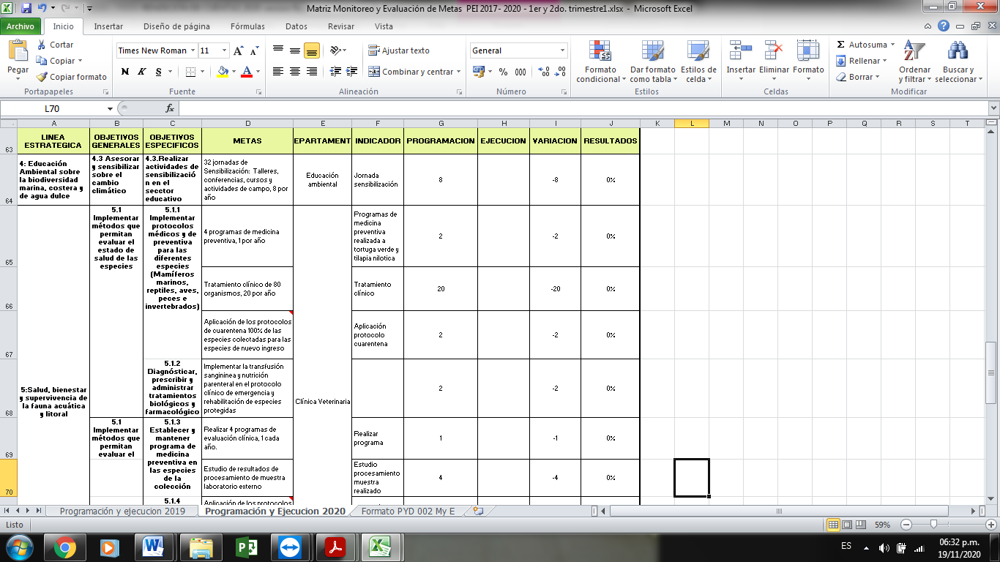 Matriz Monitoreo y Evaluación de Metas PEI 2017- 2020 - 1er y 2do. trimestre1.xlsx - Microsoft Excel
Archivo Inicio Insertar Diseño de página Fórmulas Datos Revisar Vista
Pegar
Cortar
Copiar
Copiar formato
Portapapeles
Times New Roman 11
N K S
Fuente
Ajustar texto
Combinar y centrar
Alineación
General
% 000
Número
Formato
condicional
Dar formato
como tabla
Estilos de
celda
Estilos
Insertar Eliminar Formato
Celdas
Autosuma
Rellenar
Borrar
Ordenar
y filtrar
Buscar y
seleccionar
Modificar
L70
fx
A B C D E F G H I J K L M N O P Q R S T
63
LINEA
ESTRATEGICA
OBJETIVOS
GENERALES
OBJETIVOS
ESPECIFICOS
METAS
EPARTAMENT
INDICADOR
PROGRAMACION
EJECUCION
VARIACION
RESULTADOS
64
4: Educación
Ambiental sobre
la biodiversidad
marina, costera y
de agua dulce
4.3 Asesorar
y sensibilizar
sobre el
cambio
climático
4.3.Realizar
actividades de
sensibilizació
n en el
secctor
educativo
32 jornadas de
Sensibilización: Talleres,
conferencias, cursos y
actividades de campo, 8 por
año
Educación
ambiental
Jornada
sensibilización
8
-8
0%
65
5:Salud, bienestar
y supervivencia de
la fauna acuática
y litoral
5.1
Implementar
métodos que
permitan
evaluar el
estado de
salud de las
especies
5.1.1
Implementar
protocolos
médicos y de
preventiva
para las
diferentes
especies
(Mamíferos
marinos,
reptiles, aves,
peces e
invertebrados)
4 programas de medicina
preventiva, 1 por año
Clínica Veterinaria
Programas de
medicina
preventiva
realizada a
tortuga verde y
tilapia nilotica
2
-2
0%
66
Tratamiento clínico de 80
organismos, 20 por año
Tratamiento
clínico
20
-20
0%
67
Aplicación de los protocolos
de cuarentena 100% de las
especies colectadas para las
especies de nuevo ingreso
Aplicación
protocolo
cuarentena
2
-2
0%
68
5.1.2
Diagnósticar,
prescribir y
administrar
tratamientos
biológicos y
farmacológico
Implementar la transfusión
sanginínea y nutrición
parenteral en el protocolo
clínico de emergencia y
rehabilitación de especies
protegidas
2
-2
0%
69
5.1
Implementar
métodos que
permitan
evaluar el
5.1.3
Establecer y
mantener
programa de
medicina
preventiva en
las especies
de la
colección
Realizar 4 programas de
evaluación clínica, 1 cada
año.
Realizar
programa
1
-1
0%
70
Estudio de resultados de
procesamiento de muestra
laboratorio externo
Estudio
procesamiento
muestra
realizado
4
-4
0%
5.1.4
Aplicación de los protocolos
Programación y ejecucion 2019 Programación y Ejecucion 2020 Formato PYD 002 My E
Listo
59%
ES
06:32 p.m.
19/11/2020